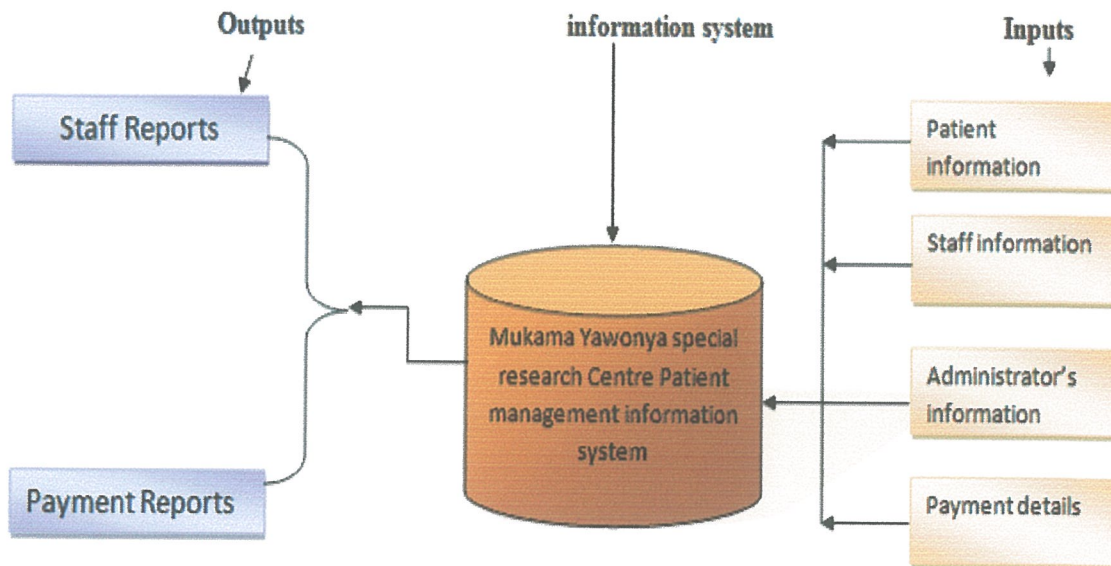 Outputs
information system
Inputs
Staff Reports
Payment Reports
Mukama Yawonya special
research Centre Patient
management information
system
Patient
information
Staff information
Administrator's
information
Payment details